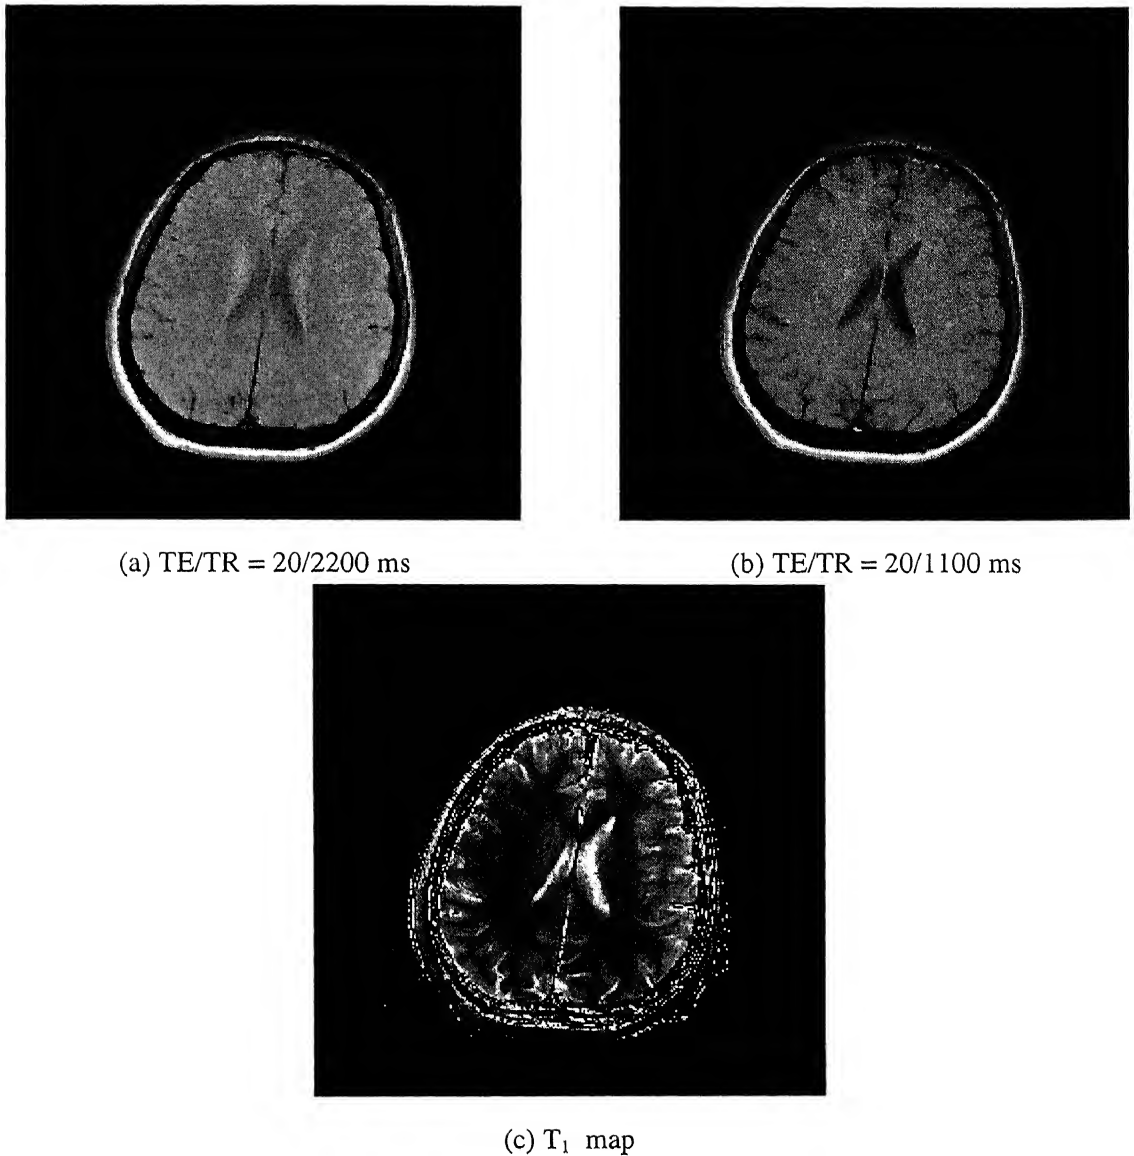 (a) TE/TR = 20/2200 ms
(b) TE/TR = 20/1100 ms
(c) T₁ map